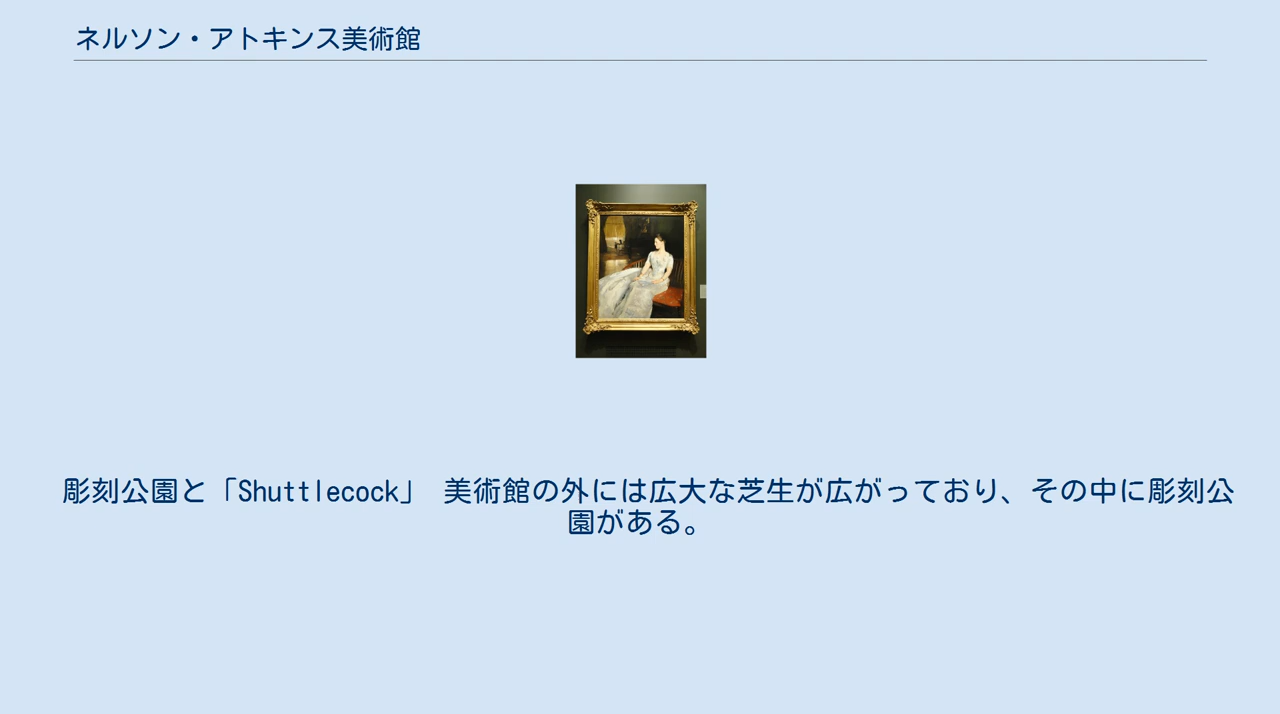 ネルソン・アトキンス美術館
彫刻公園と「Shuttlecock」 美術館の外には広大な芝生が広がっており、その中に彫刻公
園がある。